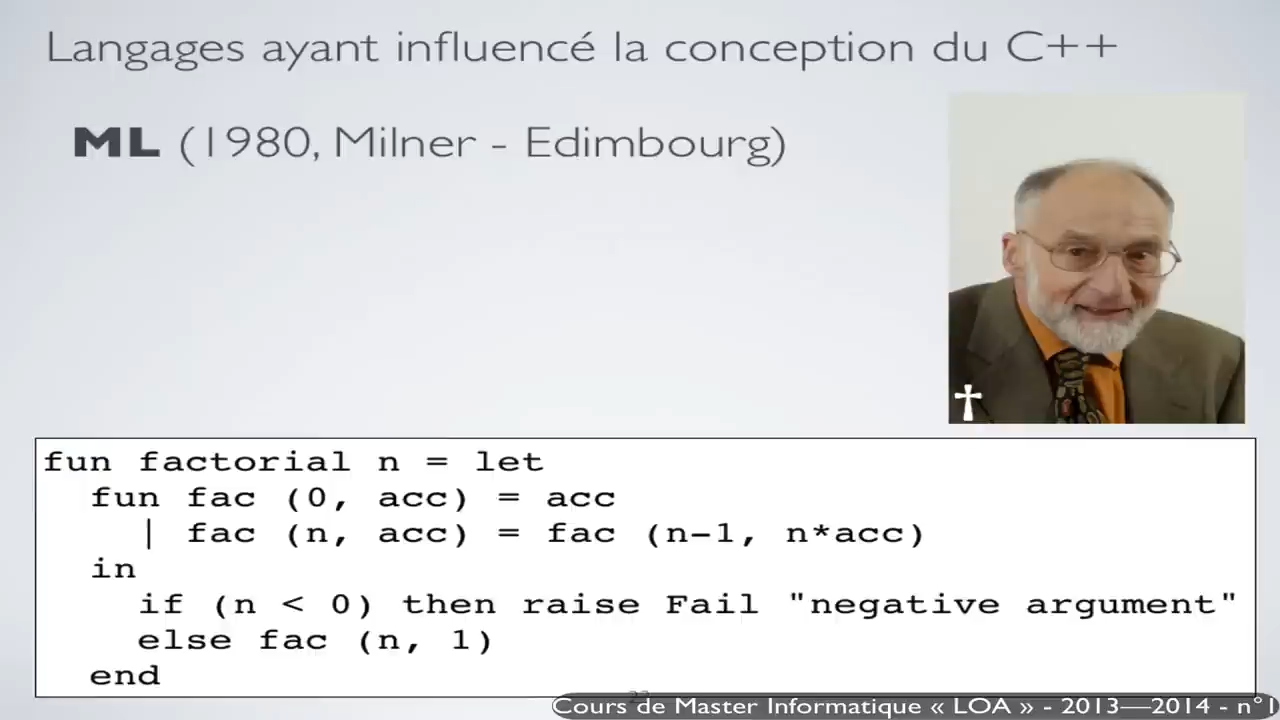 Langages ayant influencé la conception du C++
ML (1980, Milner - Edimbourg)
fun factorial n = let
fun fac (0, acc) = acc
| fac (n, acc) = fac (n-1, n*acc)
in
if (n < 0) then raise Fail "negative argument"
else fac (n, 1)
end
Cours de Master Informatique « LOA » - 2013—2014 - n°1